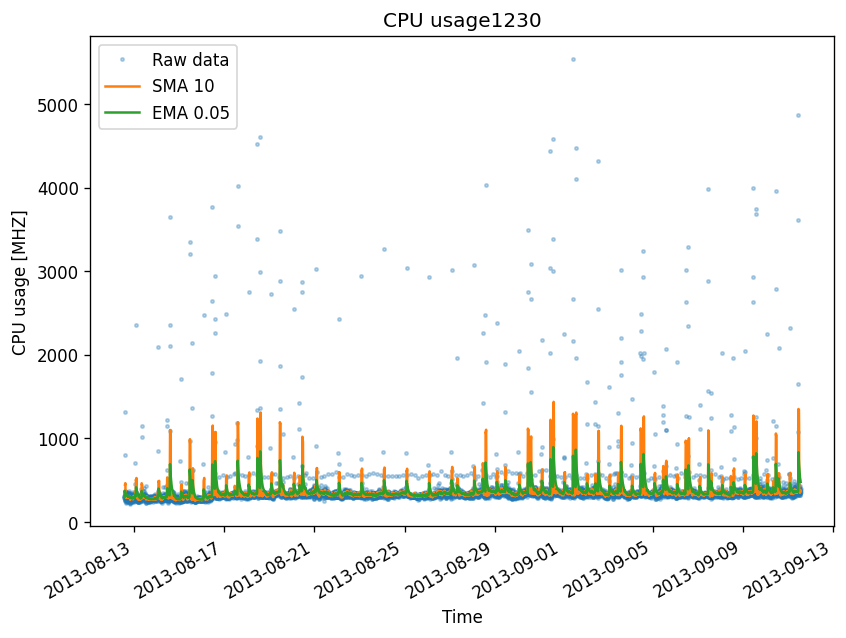 CPU usage1230
Raw data
SMA 10
EMA 0.05
CPU usage [MHZ]
5000
4000
3000
2000
1000
0
2013-08-13
2013-08-17
2013-08-21
2013-08-25
2013-08-29
2013-09-01
2013-09-05
2013-09-09
2013-09-13
Time